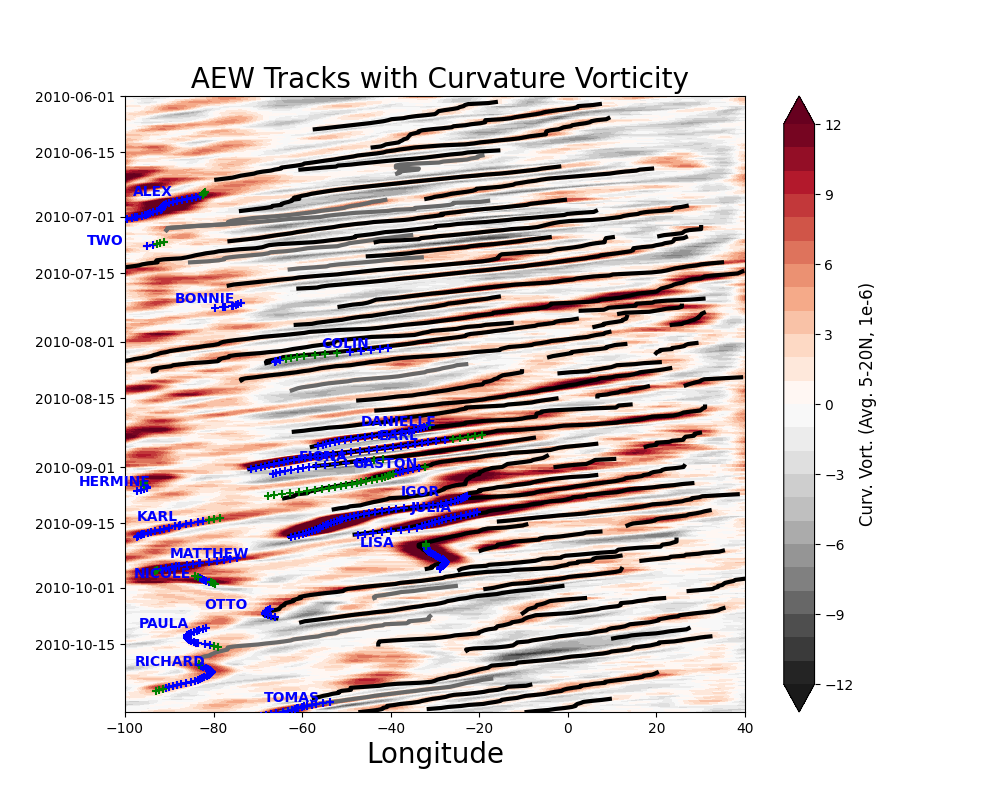 AEW Tracks with Curvature Vorticity
2010-06-01
2010-06-15
2010-07-01
2010-07-15
2010-08-01
2010-08-15
2010-09-01
2010-09-15
2010-10-01
2010-10-15
ALEX
TWO
BONNIE
COLIN
DANIELLE
EARL
FIONA
GASTON
HERMINE
IGOR
JULIA
KARL
LISA
MATTHEW
NICOLE
OTTO
PAULA
RICHARD
TOMAS
−100 −80 −60 −40 −20 0 20 40
Longitude
12
9
6
3
0
−3
−6
−9
−12
Curv. Vort. (Avg. 5-20N, 1e-6)